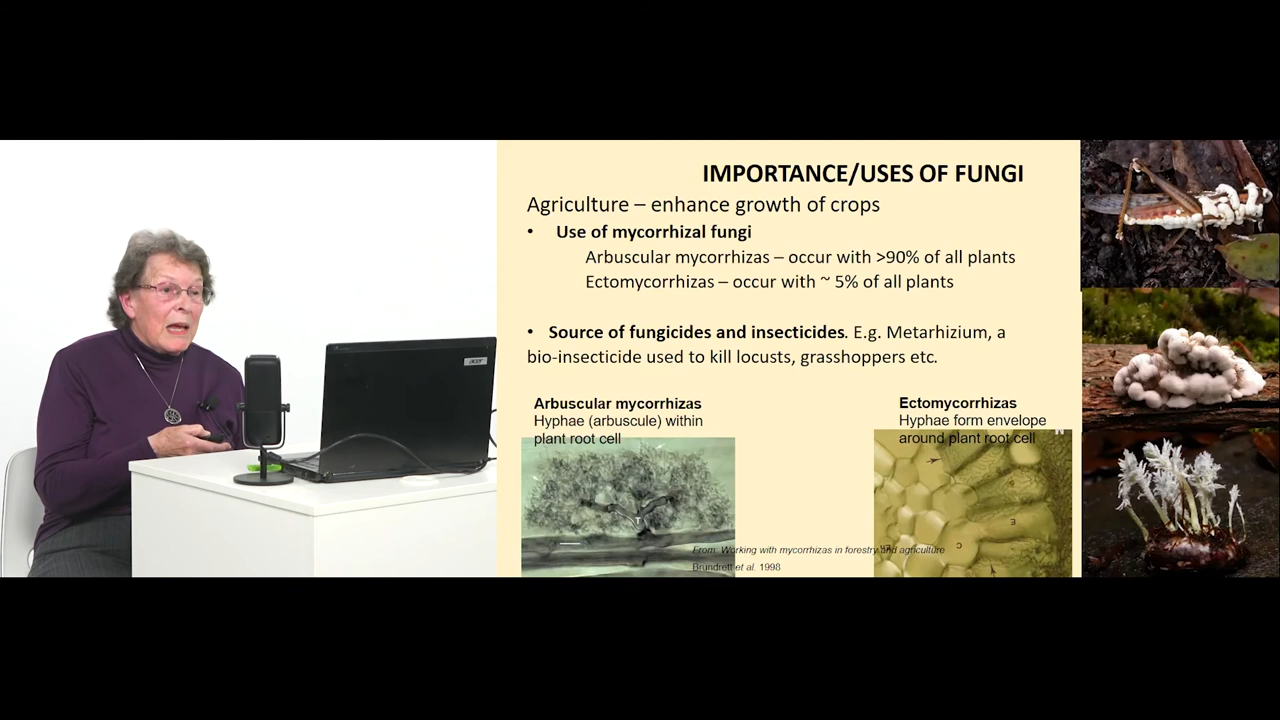 IMPORTANCE/USES OF FUNGI
Agriculture – enhance growth of crops
• Use of mycorrhizal fungi
Arbuscular mycorrhizas – occur with >90% of all plants
Ectomycorrhizas – occur with ~ 5% of all plants
• Source of fungicides and insecticides. E.g. Metarhizium, a
bio-insecticide used to kill locusts, grasshoppers etc.
Arbuscular mycorrhizas
Hyphae (arbuscule) within
plant root cell
Ectomycorrhizas
Hyphae form envelope
around plant root cell
From: Working with mycorrhizas in forestry and agriculture
Brundrett et al. 1998
acer
T
E
C